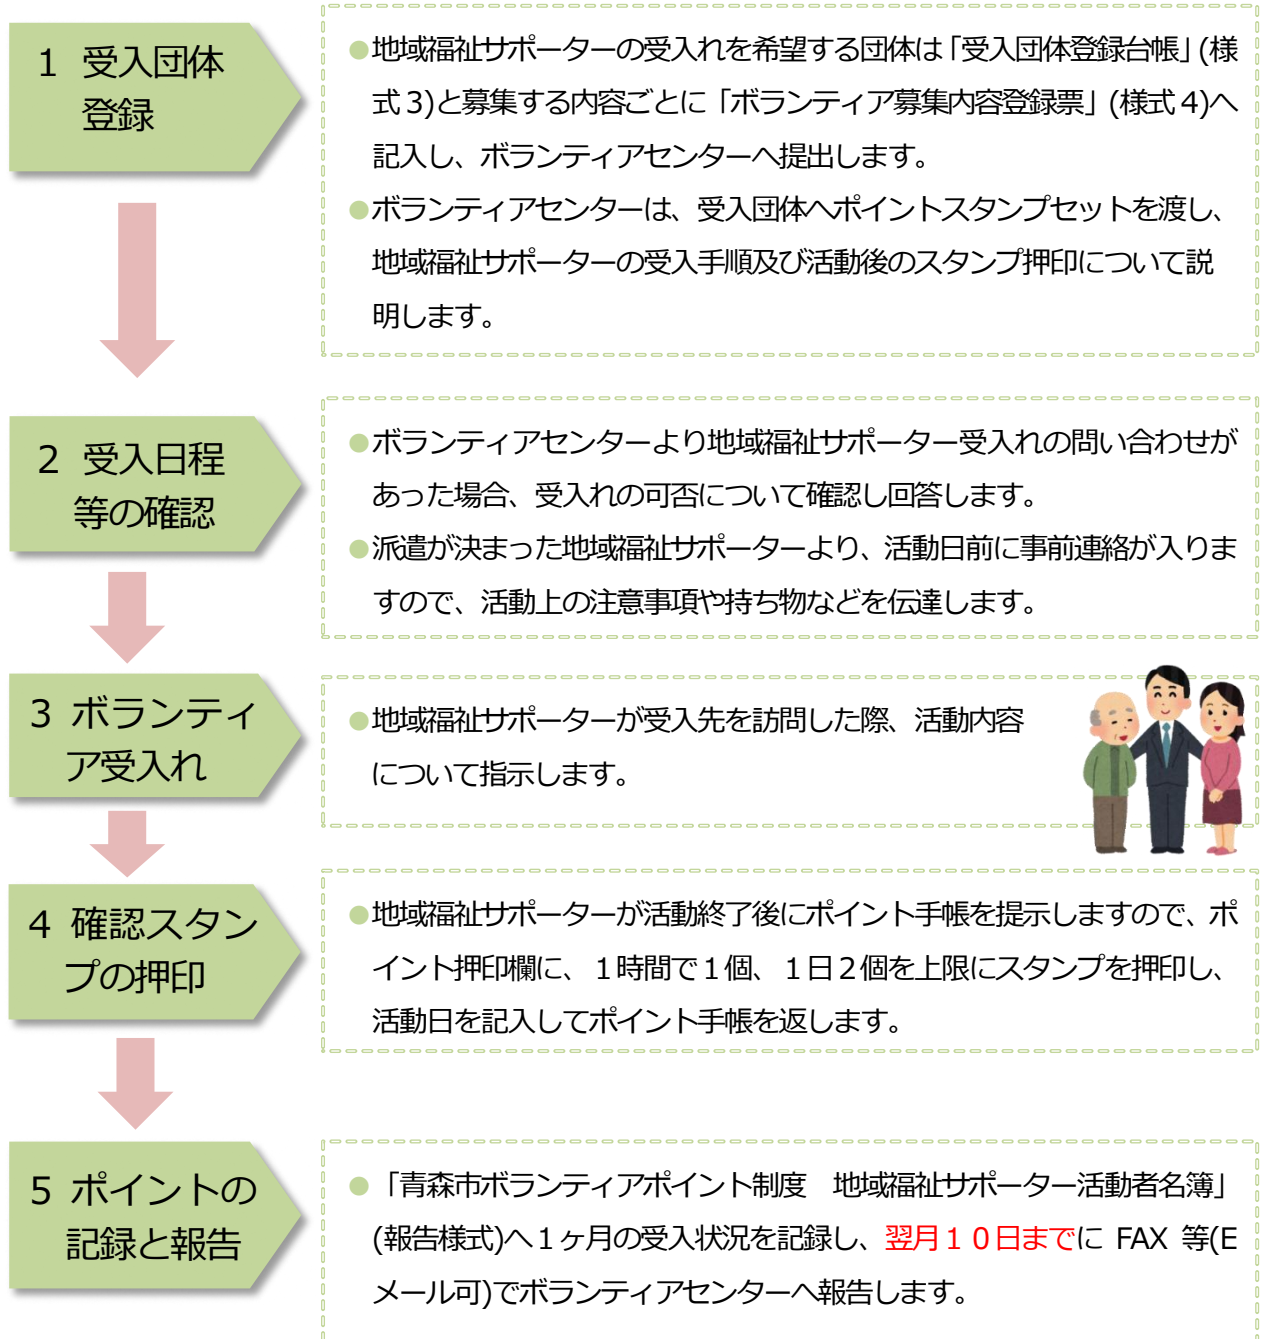 1 受入団体
登録
●地域福祉サポーターの受入れを希望する団体は「受入団体登録台帳」(様
式3)と募集する内容ごとに「ボランティア募集内容登録票」(様式4)へ
記入し、ボランティアセンターへ提出します。
●ボランティアセンターは、受入団体へポイントスタンプセットを渡し、
地域福祉サポーターの受入手順及び活動後のスタンプ押印について説
明します。
2 受入日程
等の確認
●ボランティアセンターより地域福祉サポーター受入れの問い合わせが
あった場合、受入れの可否について確認し回答します。
●派遣が決まった地域福祉サポーターより、活動日前に事前連絡が入りま
すので、活動上の注意事項や持ち物などを伝達します。
3 ボランティ
ア受入れ
●地域福祉サポーターが受入先を訪問した際、活動内容
について指示します。
4 確認スタン
プの押印
●地域福祉サポーターが活動終了後にポイント手帳を提示しますので、ポ
イント押印欄に、1時間で1個、1日2個を上限にスタンプを押印し、
活動日を記入してポイント手帳を返します。
5 ポイントの
記録と報告
●「青森市ボランティアポイント制度　地域福祉サポーター活動者名簿」
(報告様式)へ1ヶ月の受入状況を記録し、翌月10日までに FAX 等(E
メール可)でボランティアセンターへ報告します。